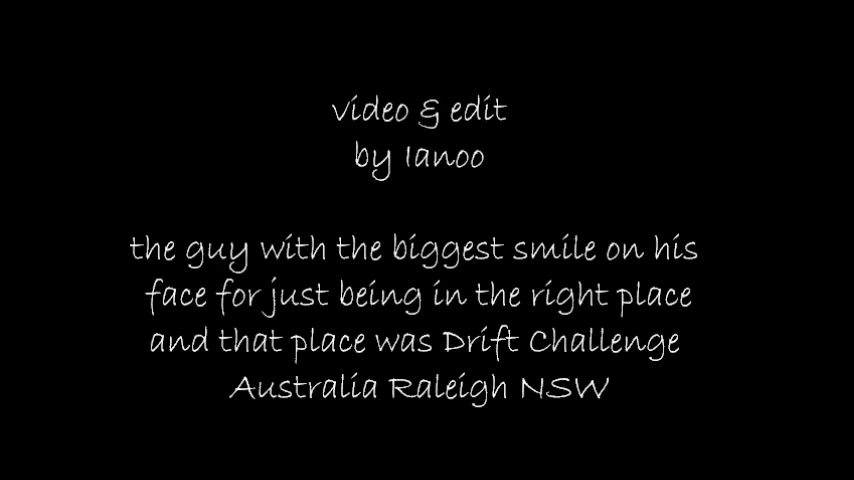 video & edit
by Ianoo
the guy with the biggest smile on his
face for just being in the right place
and that place was Drift Challenge
Australia Raleigh NSW